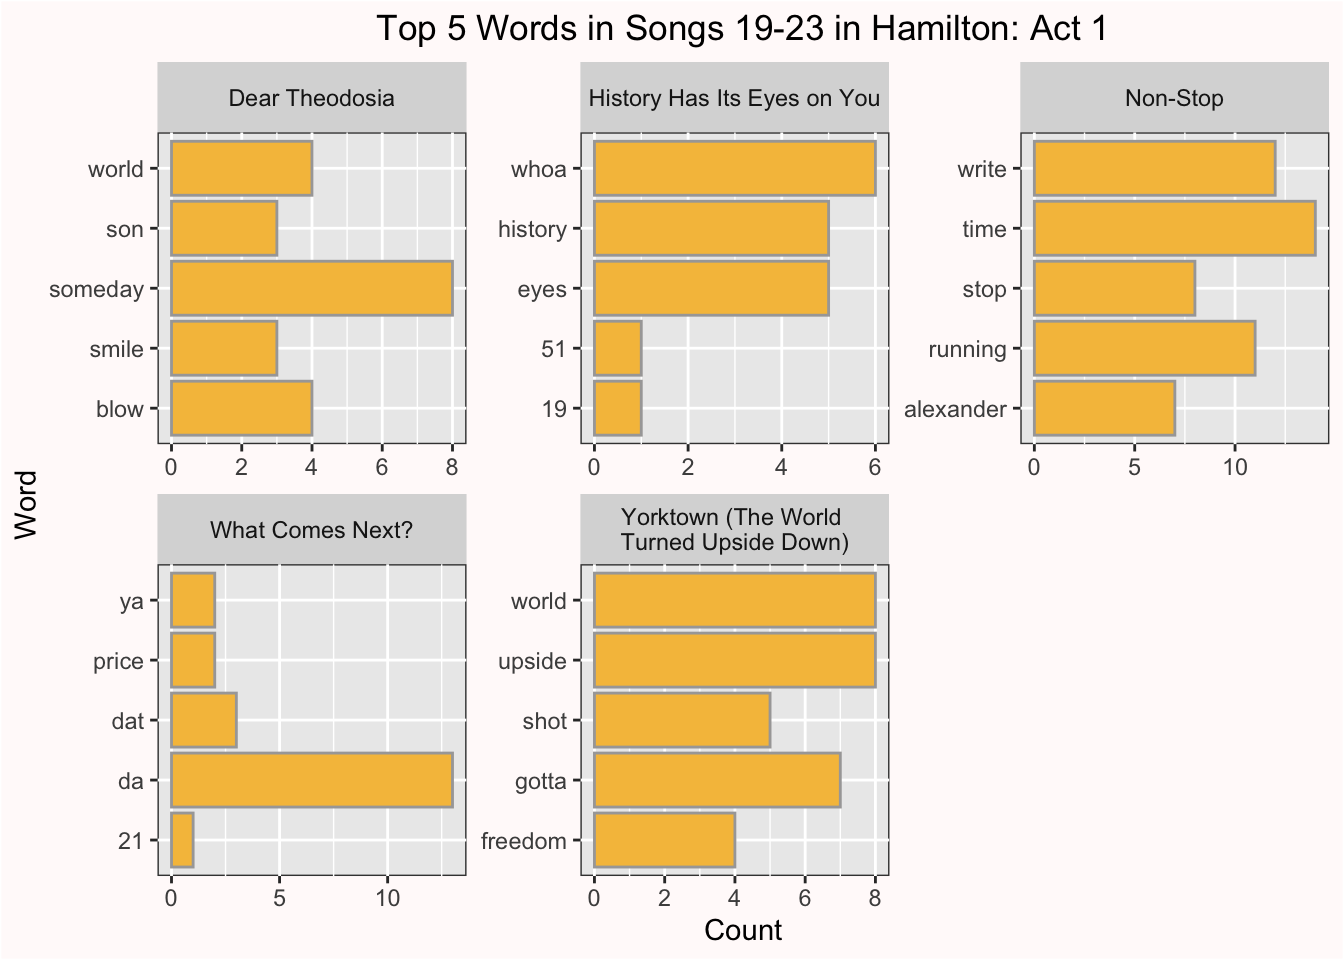 Top 5 Words in Songs 19-23 in Hamilton: Act 1
Dear Theodosia
world
son
someday
smile
blow
0 2 4 6 8
History Has Its Eyes on You
whoa
history
eyes
51
19
0 2 4 6
Non-Stop
write
time
stop
running
alexander
0 5 10
Word
What Comes Next?
ya
price
dat
da
21
0 5 10
Yorktown (The World
Turned Upside Down)
world
upside
shot
gotta
freedom
0 2 4 6 8
Count